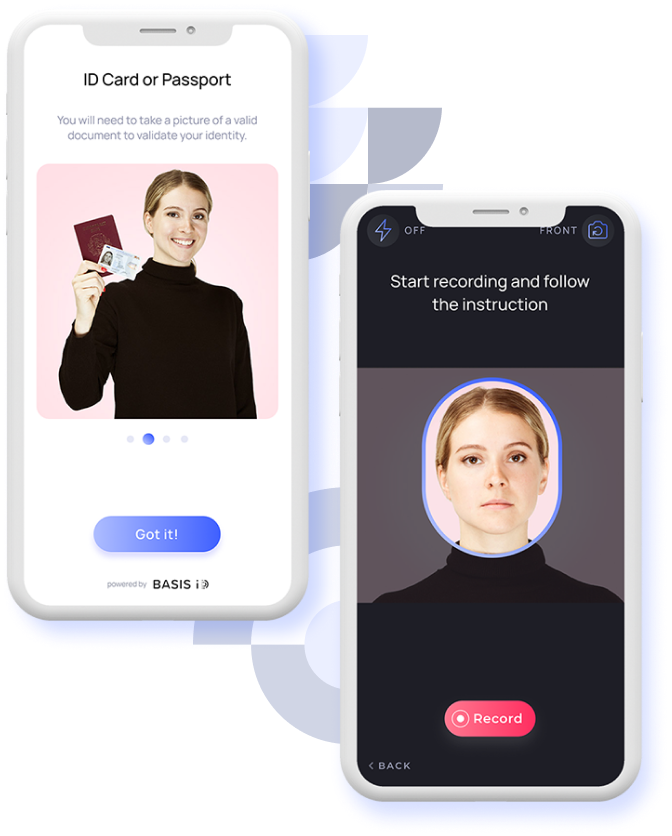 ID Card or Passport
You will need to take a picture of a valid
document to validate your identity.
Got it!
powered by BASIS iD
OFF
FRONT
Start recording and follow
the instruction
Record
< BACK